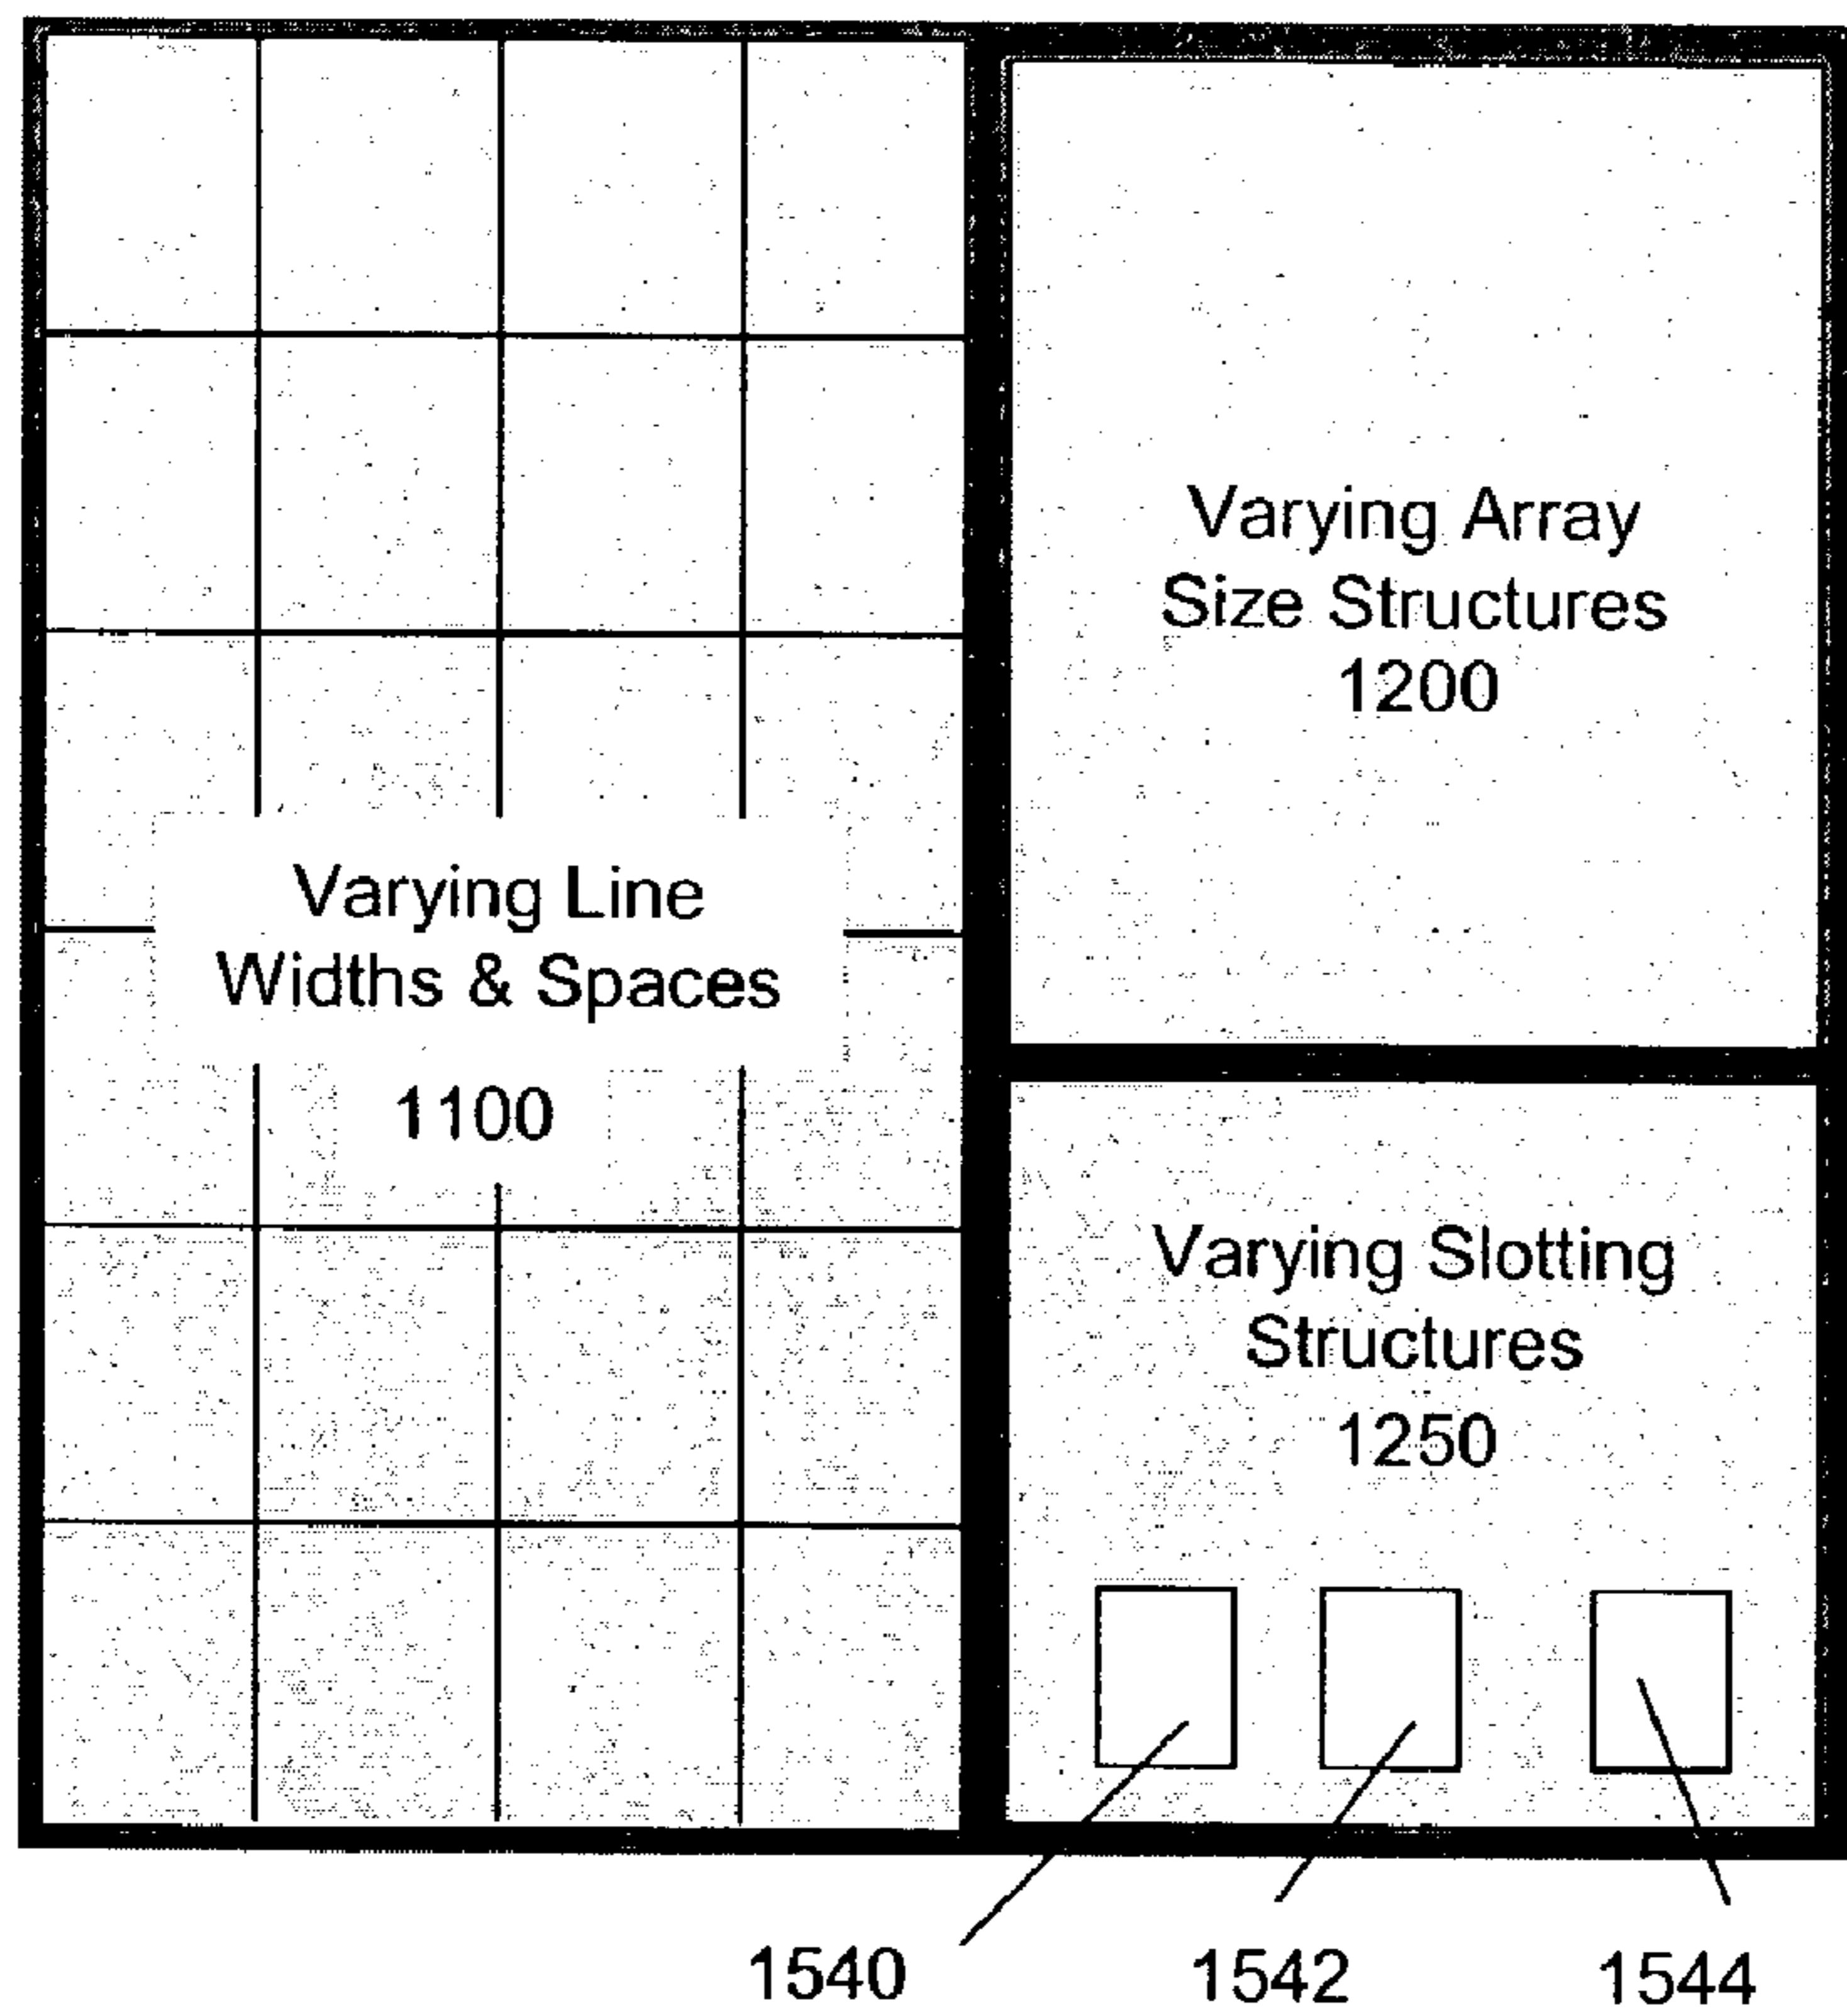 Varying Line
Widths & Spaces
1100
Varying Array
Size Structures
1200
Varying Slotting
Structures
1250
1540
1542
1544